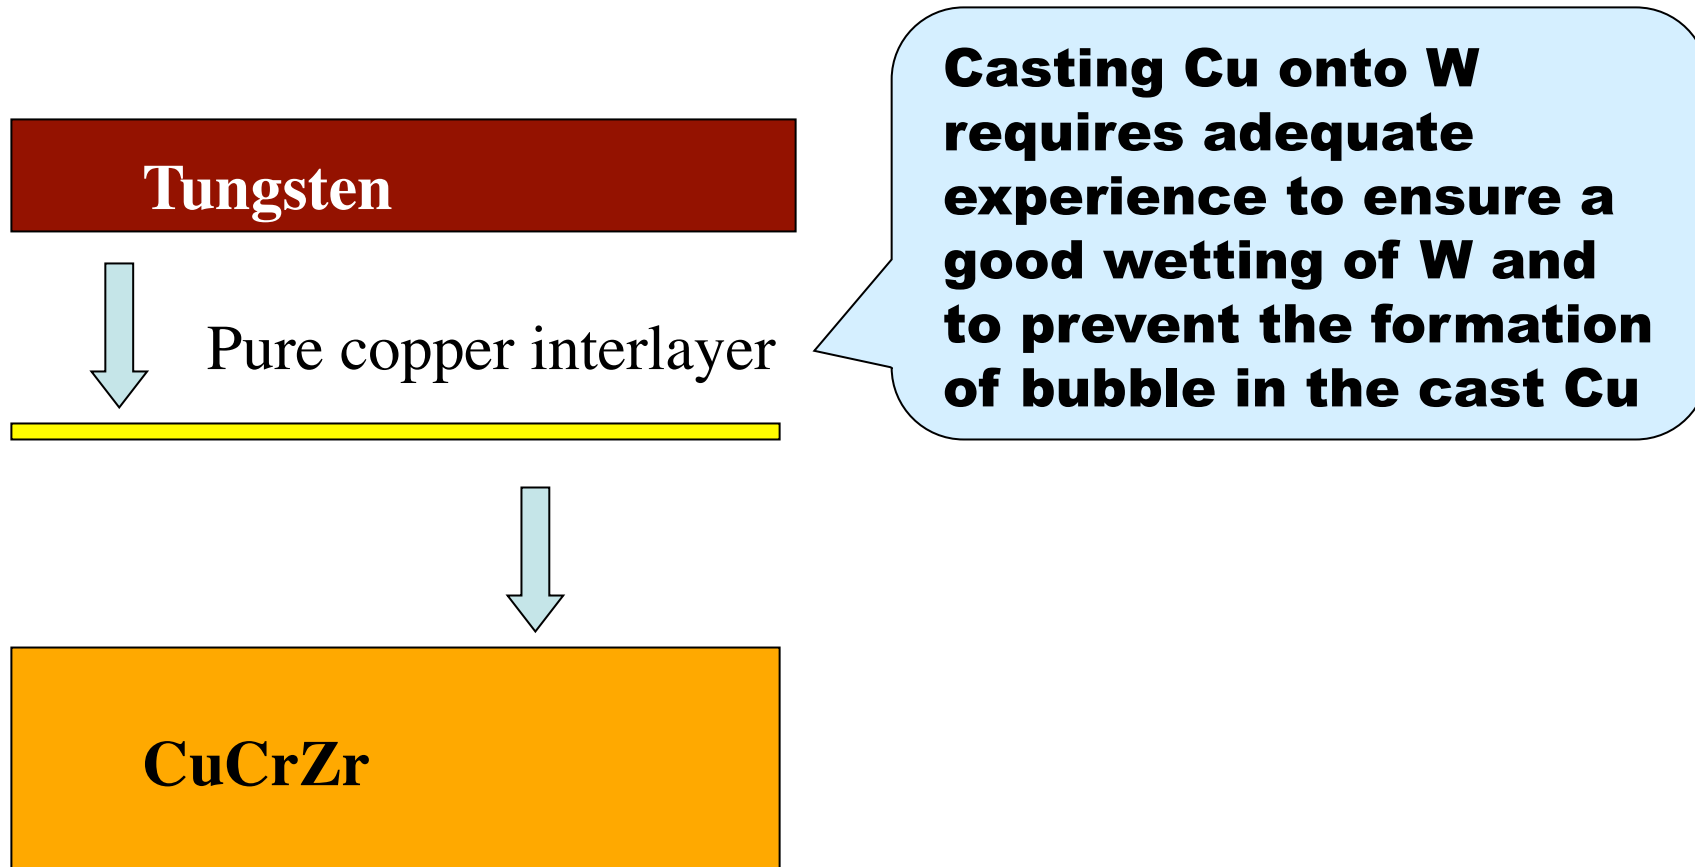 Tungsten
Pure copper interlayer
CuCrZr
Casting Cu onto W
requires adequate
experience to ensure a
good wetting of W and
to prevent the formation
of bubble in the cast Cu